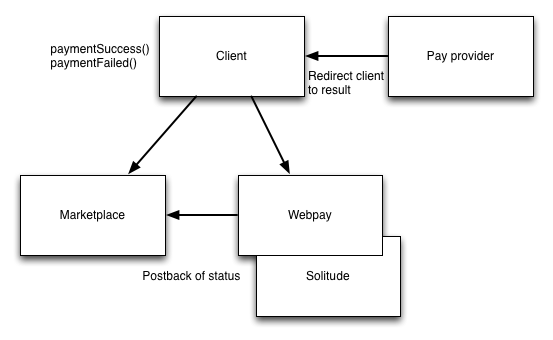 paymentSuccess()
paymentFailed()
Client
Pay provider
Redirect client
to result
Marketplace
Webpay
Postback of status
Solitude